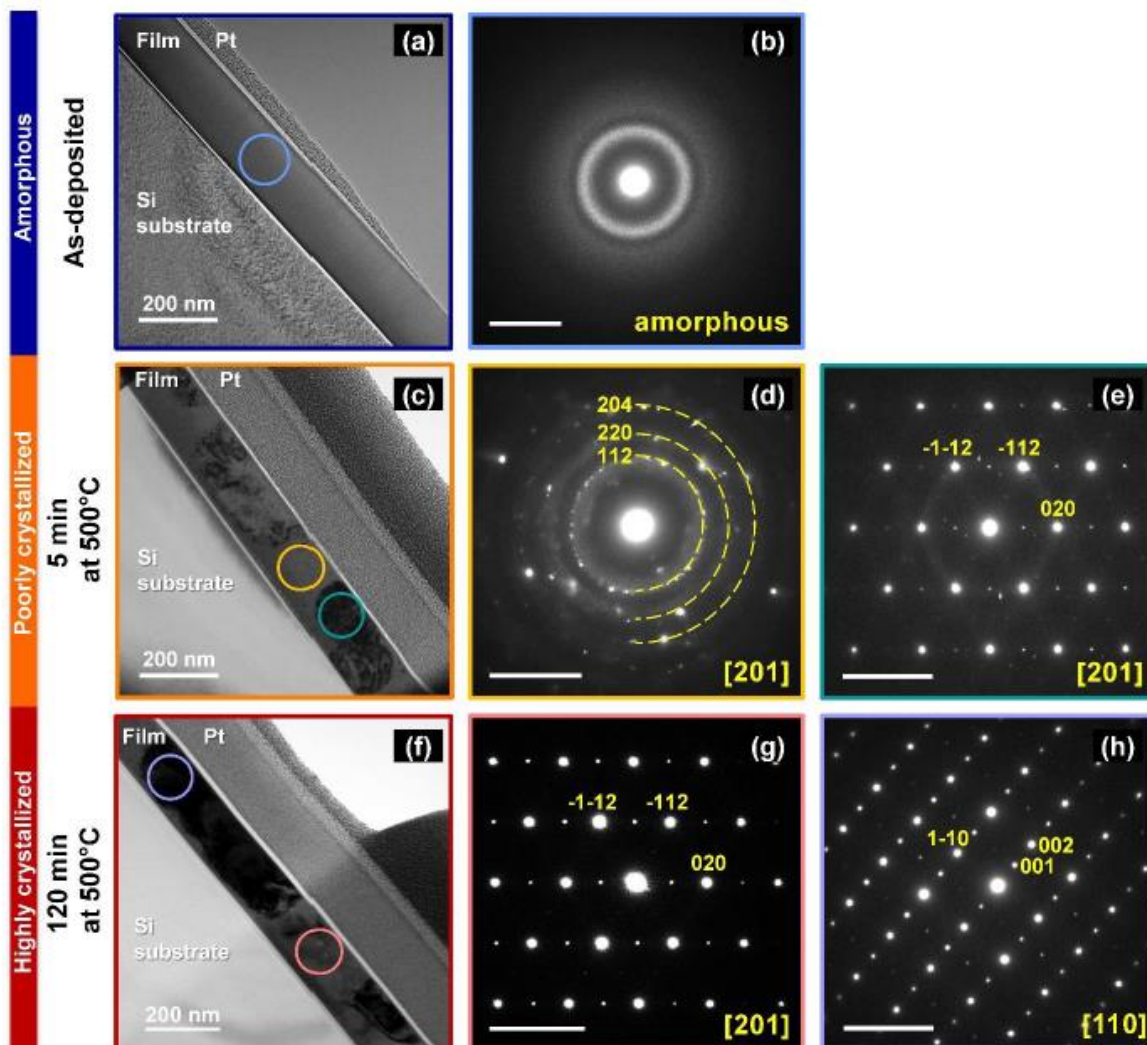 Amorphous
As-deposited
Film Pt (a)
Si
substrate
200 nm
(b)
amorphous
Poorly crystallized
5 min
at 500°C
Film Pt (c)
Si
substrate
200 nm
(d)
204
220
112
[201]
(e)
-1-12 -112
020
[201]
Highly crystallized
120 min
at 500°C
Film Pt (f)
Si
substrate
200 nm
(g)
-1-12 -112
020
[201]
(h)
1-10 002
001
[110]